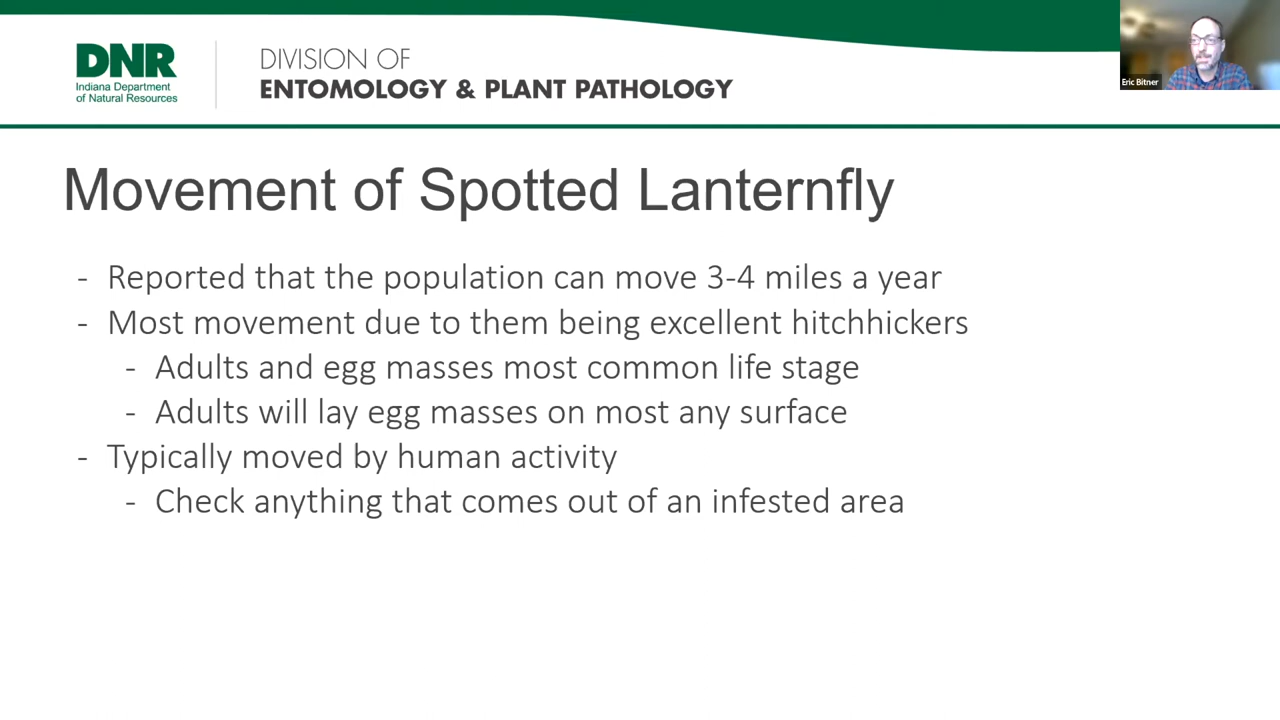 DNR
Indiana Department
of Natural Resources
DIVISION OF
ENTOMOLOGY & PLANT PATHOLOGY
Eric Bitner
Movement of Spotted Lanternfly
- Reported that the population can move 3-4 miles a year
- Most movement due to them being excellent hitchhickers
- Adults and egg masses most common life stage
- Adults will lay egg masses on most any surface
- Typically moved by human activity
- Check anything that comes out of an infested area